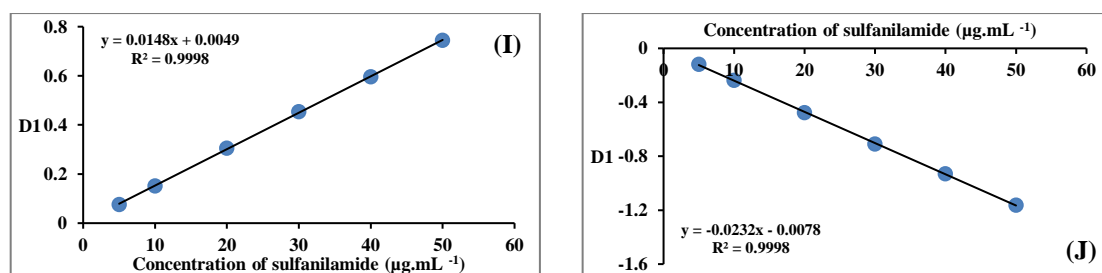 0.8
y = 0.0148x + 0.0049
R² = 0.9998
(I)
0.6
D1
0.4
0.2
0
0 10 20 30 40 50 60
Concentration of sulfanilamide (µg.mL ⁻¹)
Concentration of sulfanilamide (µg.mL ⁻¹)
0
0 10 20 30 40 50 60
-0.4
D1
-0.8
-1.2
y = -0.0232x - 0.0078
R² = 0.9998
(J)
-1.6